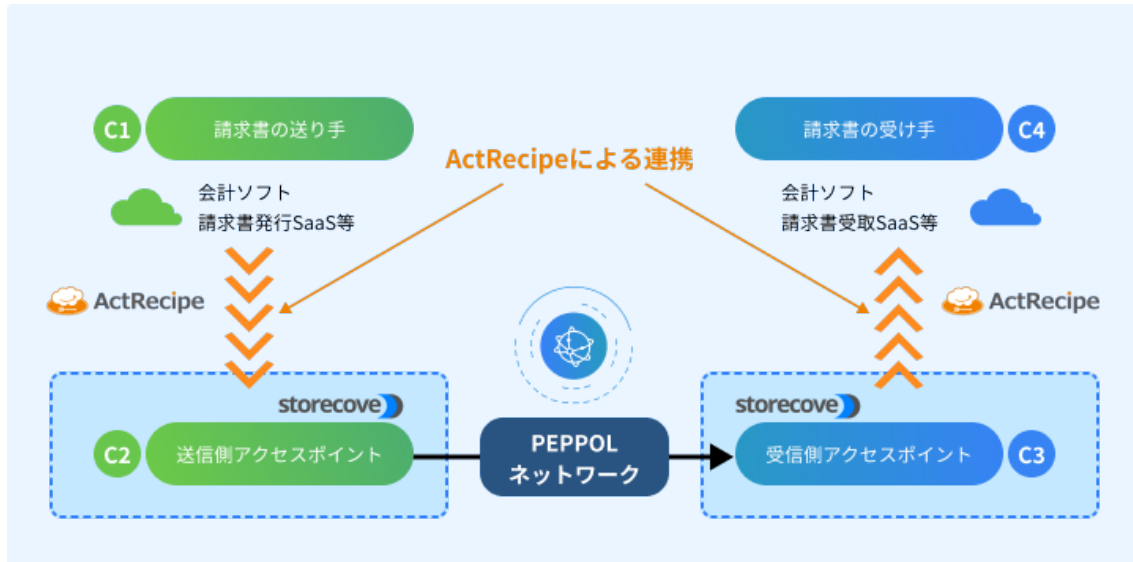 C1
請求書の送り手
請求書の受け手
C4
ActRecipeによる連携
会計ソフト
請求書発行SaaS等
会計ソフト
請求書受取SaaS等
ActRecipe
ActRecipe
storecove
storecove
C2
送信側アクセスポイント
PEPPOL
ネットワーク
受信側アクセスポイント
C3